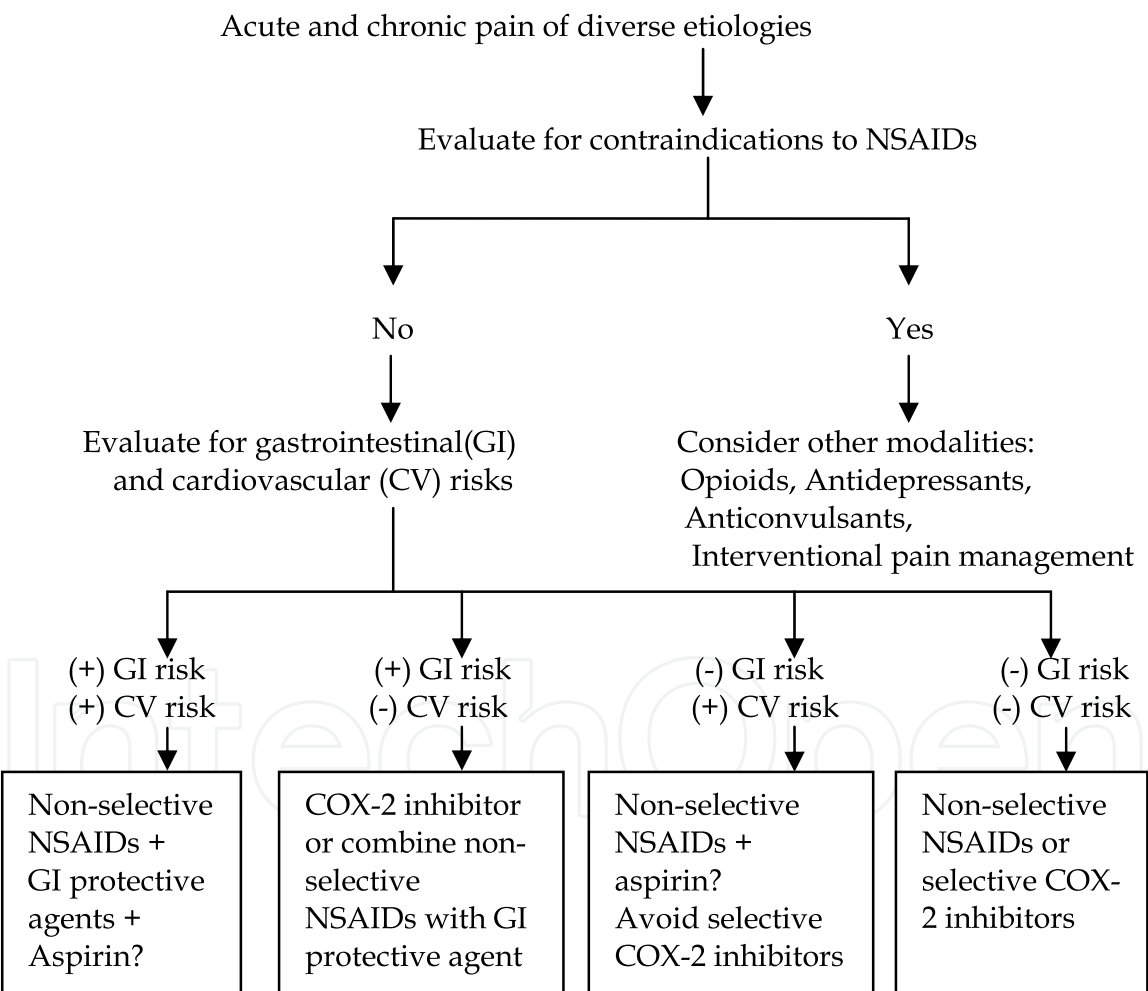 Acute and chronic pain of diverse etiologies
Evaluate for contraindications to NSAIDs
No
Yes
Evaluate for gastrointestinal(GI)
and cardiovascular (CV) risks
Consider other modalities:
Opioids, Antidepressants,
Anticonvulsants,
Interventional pain management
(+) GI risk
(+) CV risk
(+) GI risk
(-) CV risk
(-) GI risk
(+) CV risk
(-) GI risk
(-) CV risk
Non-selective
NSAIDs +
GI protective
agents +
Aspirin?
COX-2 inhibitor
or combine non-
selective
NSAIDs with GI
protective agent
Non-selective
NSAIDs +
aspirin?
Avoid selective
COX-2 inhibitors
Non-selective
NSAIDs or
selective COX-
2 inhibitors
IntechOpen